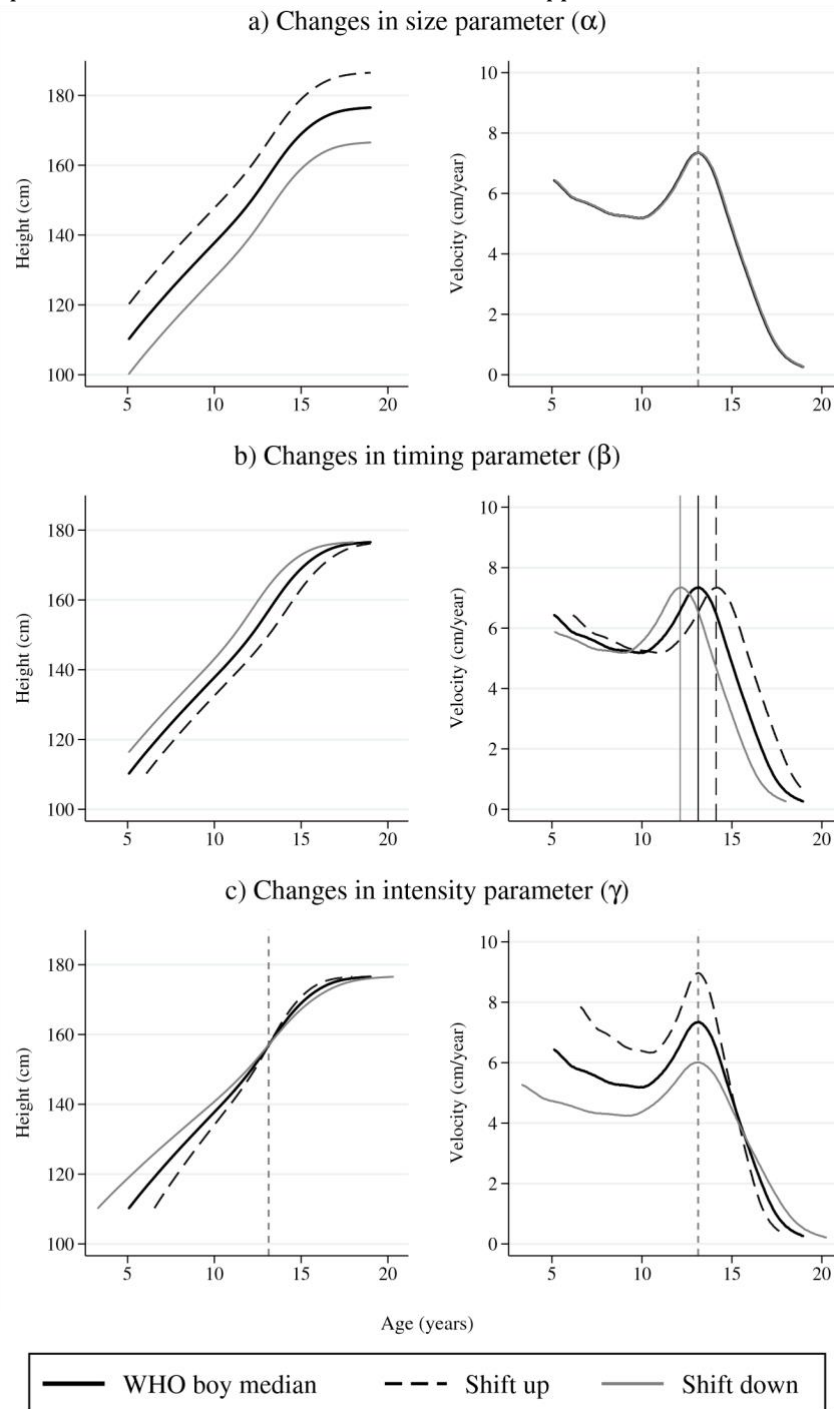 a) Changes in size parameter (α)
Height (cm)
180
160
140
120
100
5 10 15 20
Velocity (cm/year)
10
8
6
4
2
0
5 10 15 20
b) Changes in timing parameter (β)
Height (cm)
180
160
140
120
100
5 10 15 20
Velocity (cm/year)
10
8
6
4
2
0
5 10 15 20
c) Changes in intensity parameter (γ)
Height (cm)
180
160
140
120
100
5 10 15 20
Velocity (cm/year)
10
8
6
4
2
0
5 10 15 20
Age (years)
WHO boy median Shift up Shift down